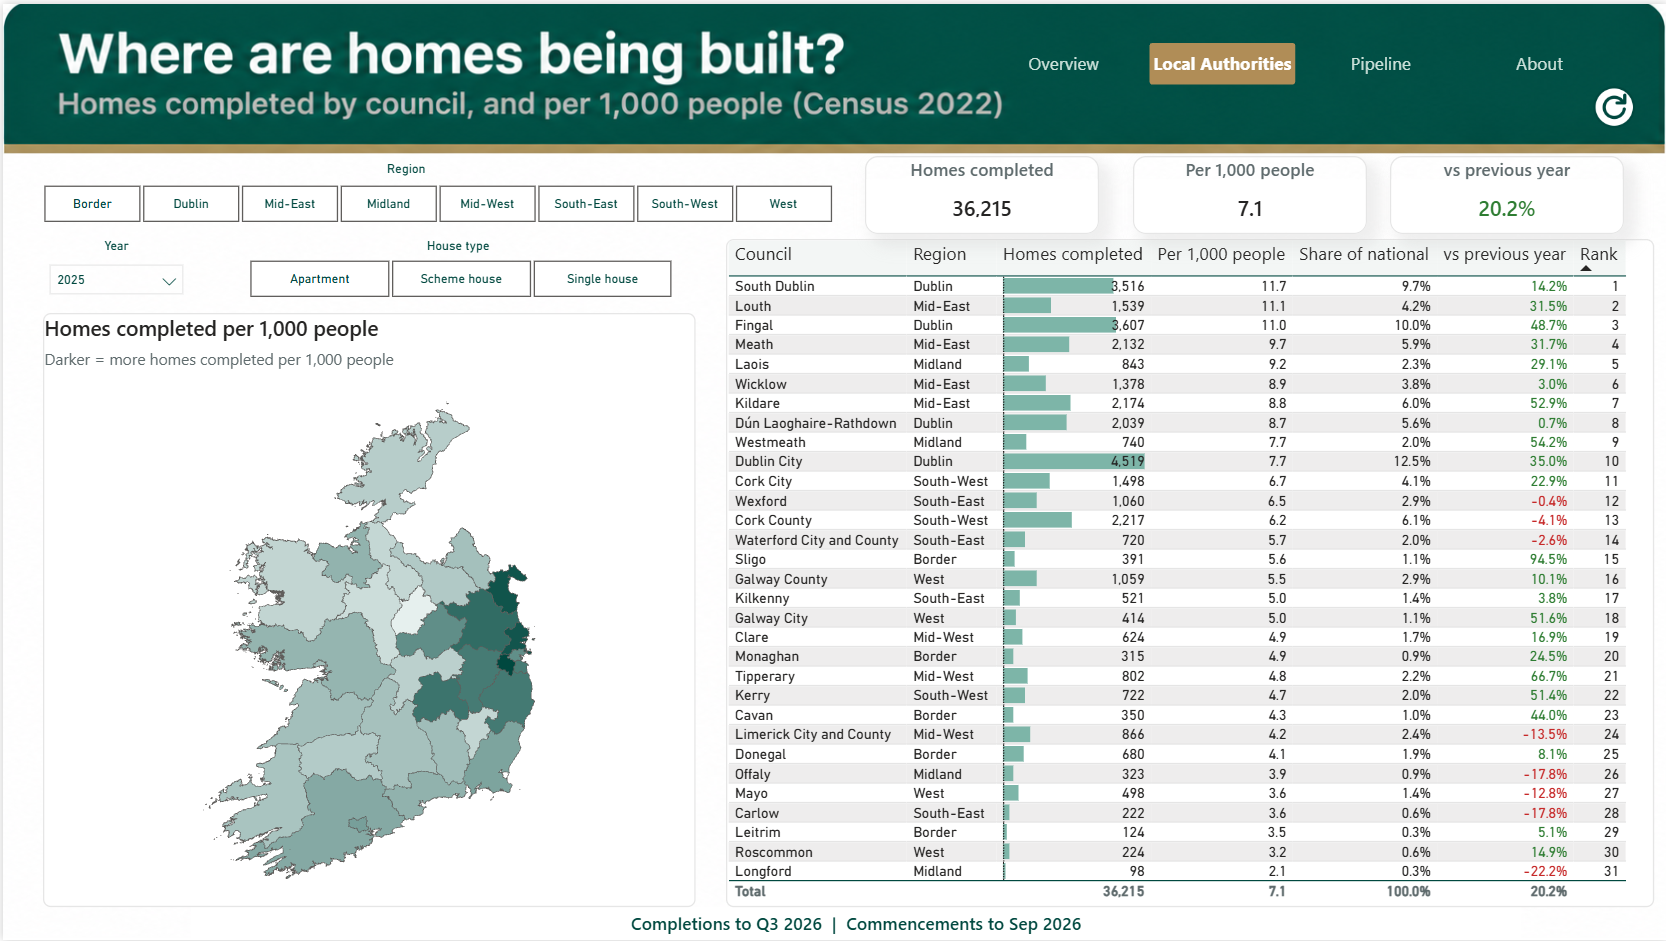 Where are homes being built?
Homes completed by council, and per 1,000 people (Census 2022)
Overview
Local Authorities
Pipeline
About
Region
Border Dublin Mid-East Midland Mid-West South-East South-West West
Year
2025
House type
Apartment Scheme house Single house
Homes completed
36,215
Per 1,000 people
7.1
vs previous year
20.2%
Homes completed per 1,000 people
Darker = more homes completed per 1,000 people
Council Region Homes completed Per 1,000 people Share of national vs previous year Rank
South Dublin Dublin 3,516 11.7 9.7% 14.2% 1
Louth Mid-East 1,539 11.1 4.2% 31.5% 2
Fingal Dublin 3,607 11.0 10.0% 48.7% 3
Meath Mid-East 2,132 9.7 5.9% 31.7% 4
Laois Midland 843 9.2 2.3% 29.1% 5
Wicklow Mid-East 1,378 8.9 3.8% 3.0% 6
Kildare Mid-East 2,174 8.8 6.0% 52.9% 7
Dún Laoghaire-Rathdown Dublin 2,039 8.7 5.6% 0.7% 8
Westmeath Midland 740 7.7 2.0% 54.2% 9
Dublin City Dublin 4,519 7.7 12.5% 35.0% 10
Cork City South-West 1,498 6.7 4.1% 22.9% 11
Wexford South-East 1,060 6.5 2.9% -0.4% 12
Cork County South-West 2,217 6.2 6.1% -4.1% 13
Waterford City and County South-East 720 5.7 2.0% -2.6% 14
Sligo Border 391 5.6 1.1% 94.5% 15
Galway County West 1,059 5.5 2.9% 10.1% 16
Kilkenny South-East 521 5.0 1.4% 3.8% 17
Galway City West 414 5.0 1.1% 51.6% 18
Clare Mid-West 624 4.9 1.7% 16.9% 19
Monaghan Border 315 4.9 0.9% 24.5% 20
Tipperary Mid-West 802 4.8 2.2% 66.7% 21
Kerry South-West 722 4.7 2.0% 51.4% 22
Cavan Border 350 4.3 1.0% 44.0% 23
Limerick City and County Mid-West 866 4.2 2.4% -13.5% 24
Donegal Border 680 4.1 1.9% 8.1% 25
Offaly Midland 323 3.9 0.9% -17.8% 26
Mayo West 498 3.6 1.4% -12.8% 27
Carlow South-East 222 3.6 0.6% -17.8% 28
Leitrim Border 124 3.5 0.3% 5.1% 29
Roscommon West 224 3.2 0.6% 14.9% 30
Longford Midland 98 2.1 0.3% -22.2% 31
Total 36,215 7.1 100.0% 20.2%
Completions to Q3 2026 | Commencements to Sep 2026